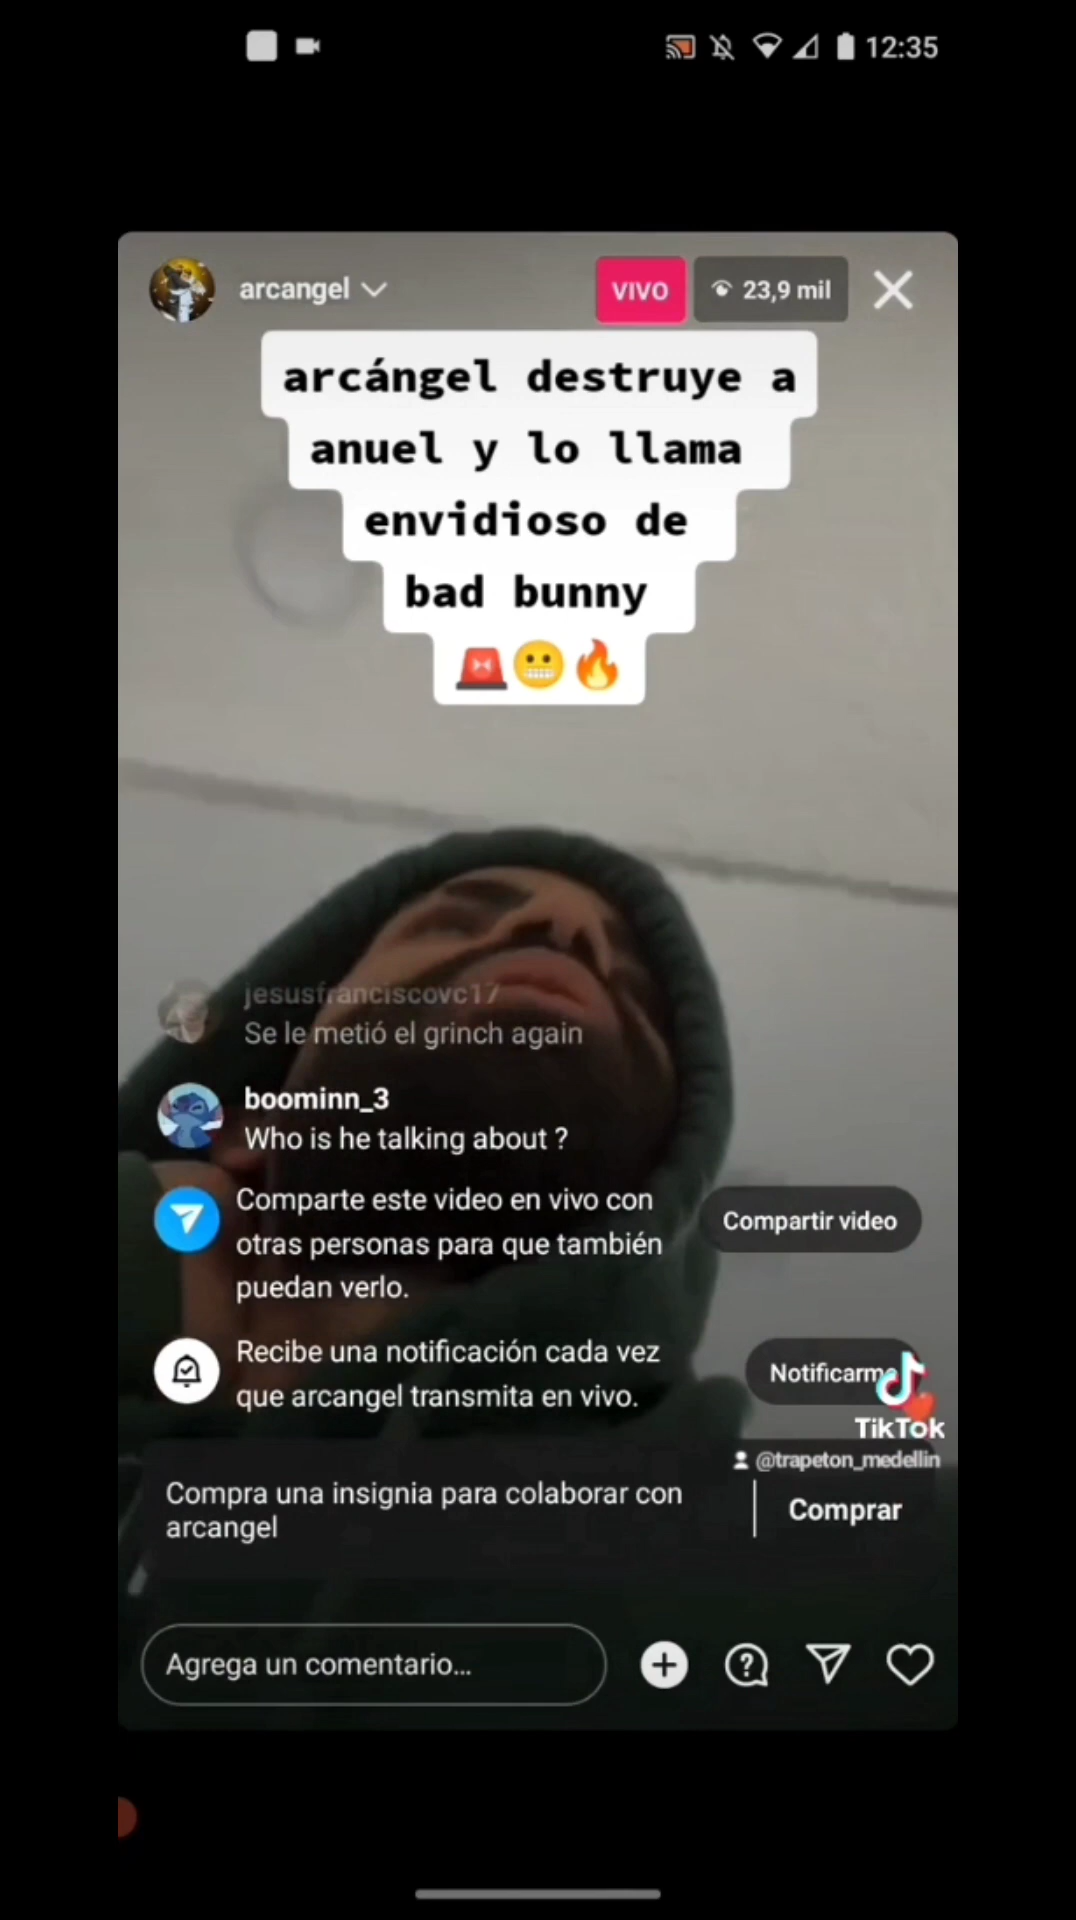 12:35
arcangel
VIVO
23,9 mil
arcángel destruye a
anuel y lo llama
envidioso de
bad bunny
jesusfranciscovc17
Se le metió el grinch again
boominn_3
Who is he talking about ?
Comparte este video en vivo con
otras personas para que también
puedan verlo.
Compartir video
Recibe una notificación cada vez
que arcangel transmita en vivo.
Notificarme
TikTok
@trapeton_medellin
Compra una insignia para colaborar con
arcangel
Comprar
Agrega un comentario...